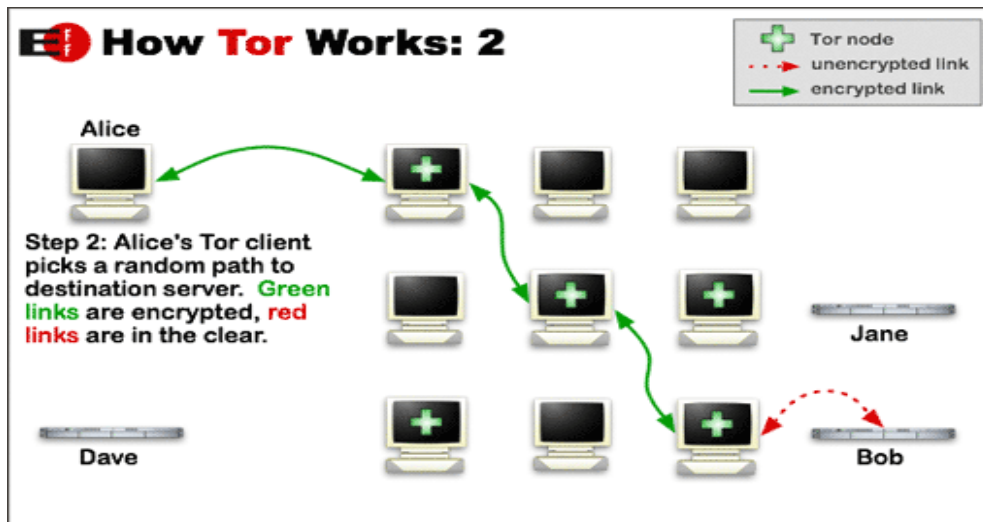 EFF How Tor Works: 2
Tor node
unencrypted link
encrypted link
Alice
Step 2: Alice's Tor client
picks a random path to
destination server. Green
links are encrypted, red
links are in the clear.
Jane
Dave
Bob